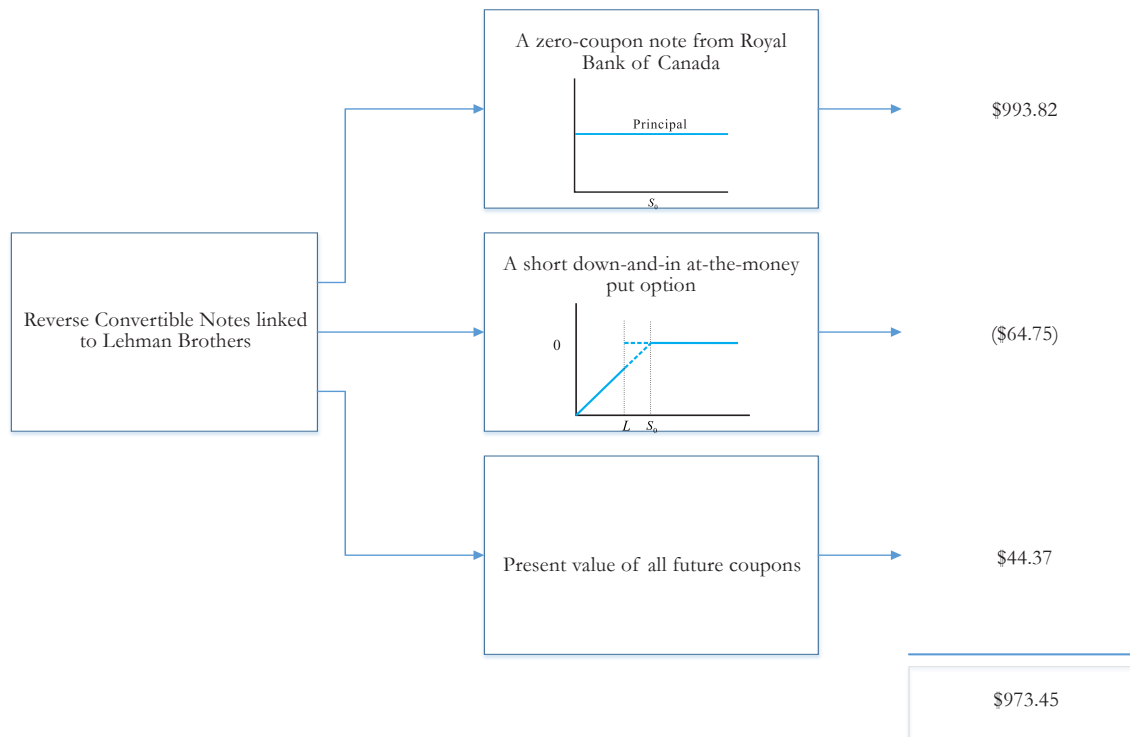 A zero-coupon note from Royal
Bank of Canada
Principal
S₀
$993.82
Reverse Convertible Notes linked
to Lehman Brothers
A short down-and-in at-the-money
put option
0
L S₀
($64.75)
Present value of all future coupons
$44.37
$973.45